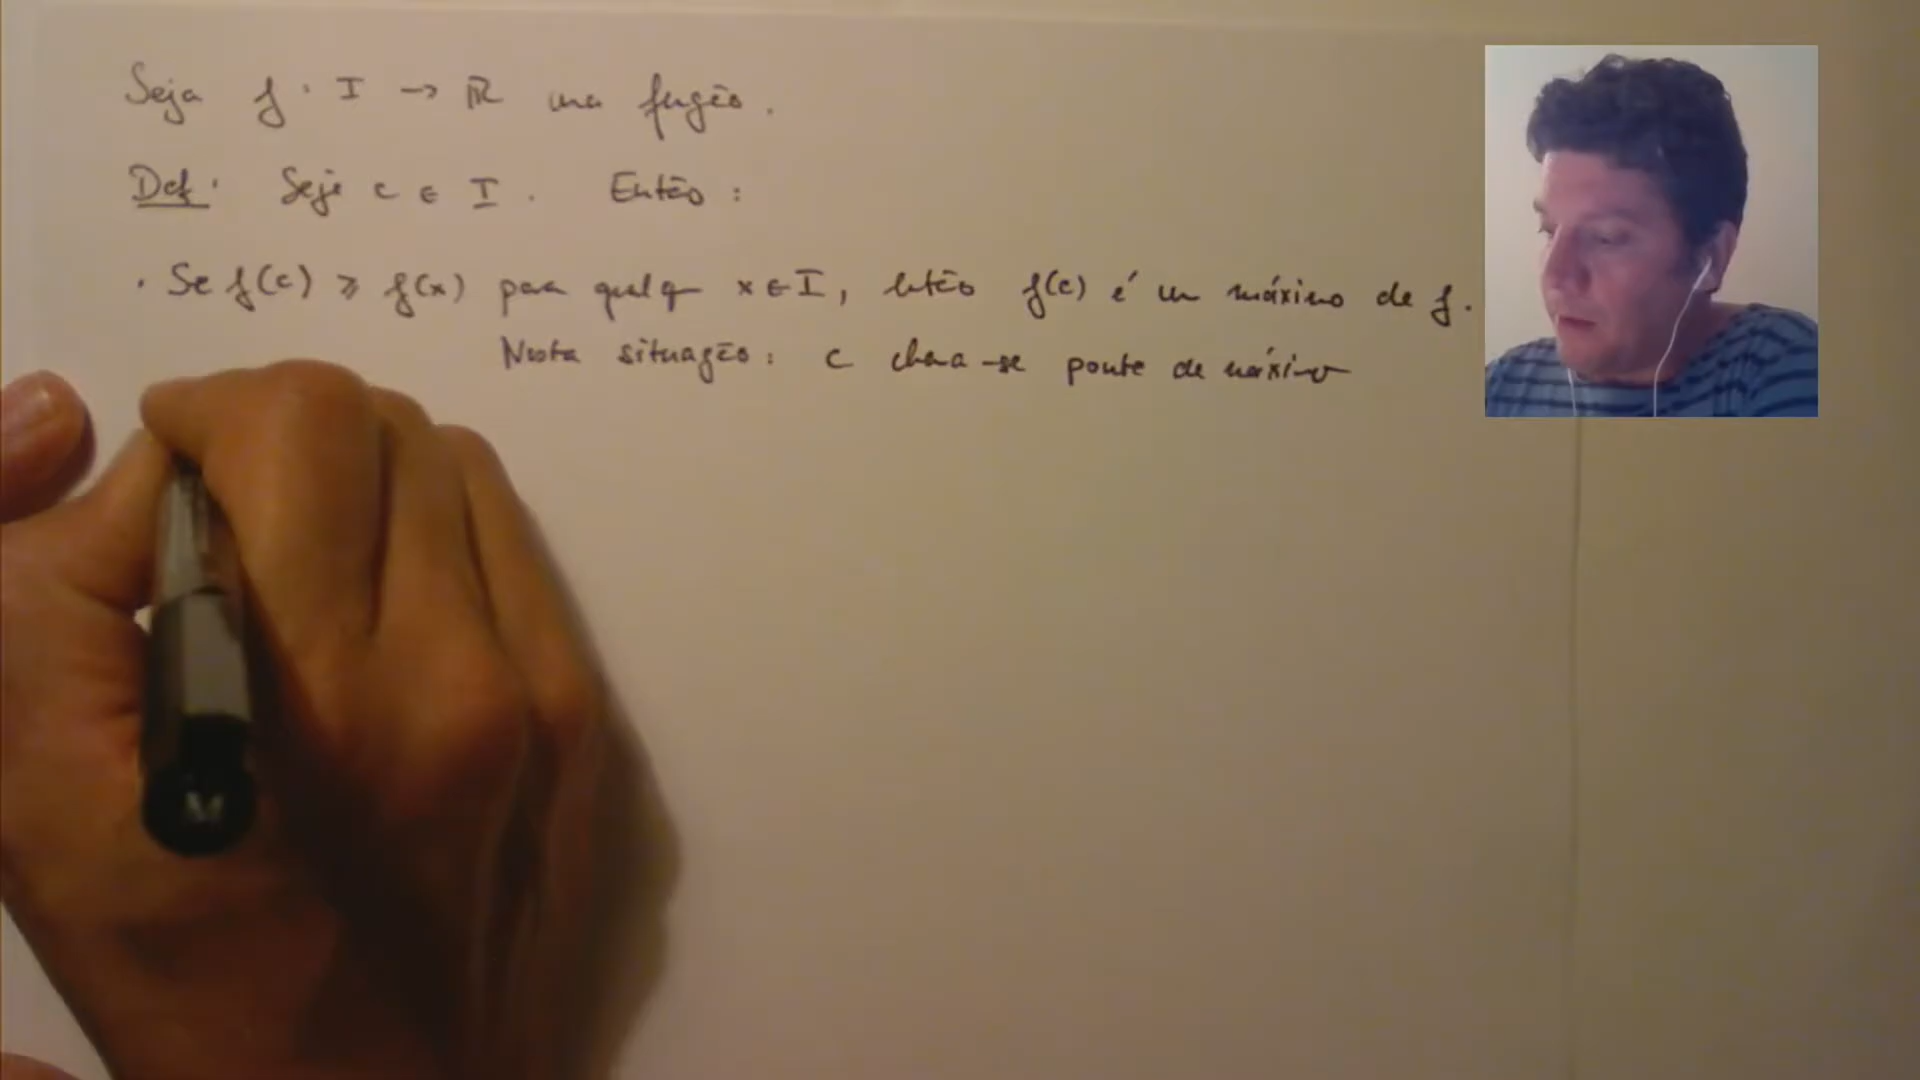 Seja f : I → ℝ uma função.
Def: Seja c ∈ I. Então:
· Se f(c) ≥ f(x) para qualq x ∈ I, então f(c) é um máximo de f.
Nesta situação: c chama-se ponto de máximo